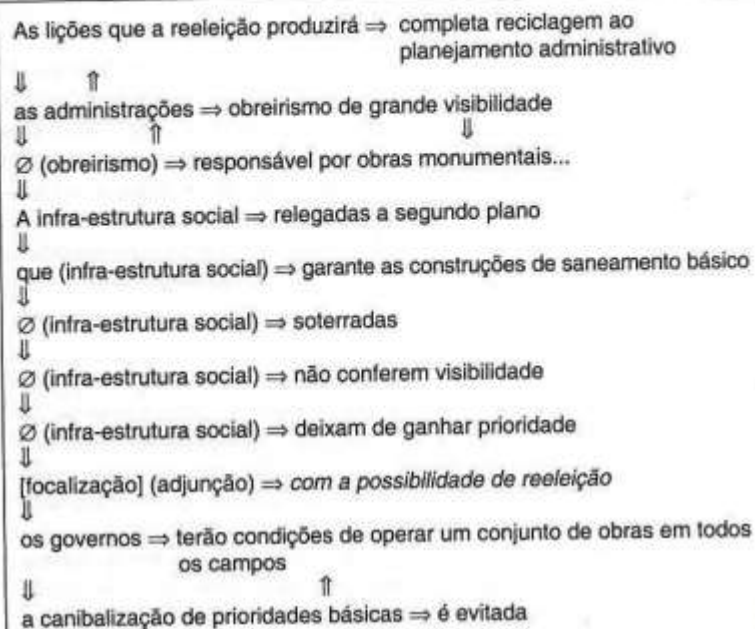 As lições que a reeleição produzirá ⇒ completa reciclagem ao
planejamento administrativo
⇓ ⇑
as administrações ⇒ obreirismo de grande visibilidade
⇓ ⇑ ⇓
∅ (obreirismo) ⇒ responsável por obras monumentais...
⇓
A infra-estrutura social ⇒ relegadas a segundo plano
⇓
que (infra-estrutura social) ⇒ garante as construções de saneamento básico
⇓
∅ (infra-estrutura social) ⇒ soterradas
⇓
∅ (infra-estrutura social) ⇒ não conferem visibilidade
⇓
∅ (infra-estrutura social) ⇒ deixam de ganhar prioridade
⇓
[focalização] (adjunção) ⇒ com a possibilidade de reeleição
⇓
os governos ⇒ terão condições de operar um conjunto de obras em todos
os campos
⇓ ⇑
a canibalização de prioridades básicas ⇒ é evitada